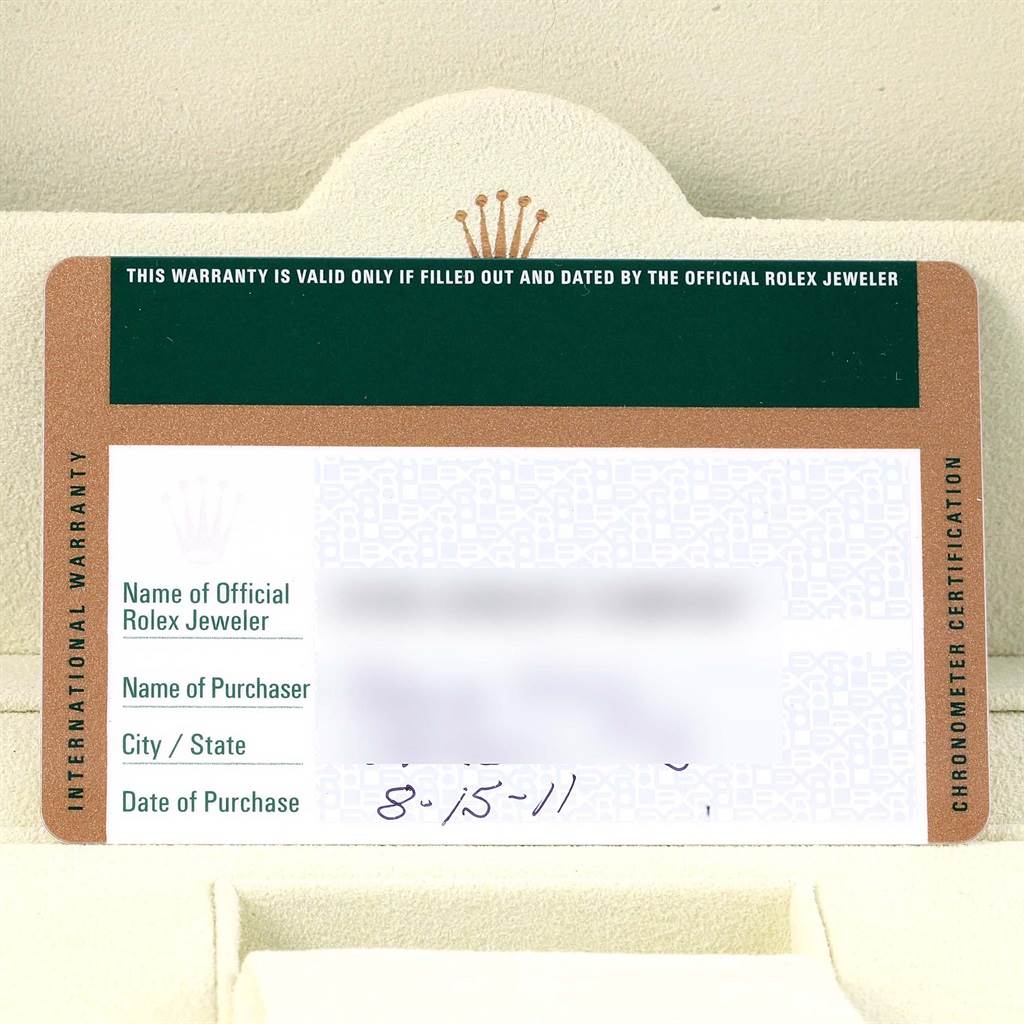 THIS WARRANTY IS VALID ONLY IF FILLED OUT AND DATED BY THE OFFICIAL ROLEX JEWELER
INTERNATIONAL WARRANTY
Name of Official
Rolex Jeweler
Name of Purchaser
City / State
Date of Purchase 8-15-11
CHRONOMETER CERTIFICATION